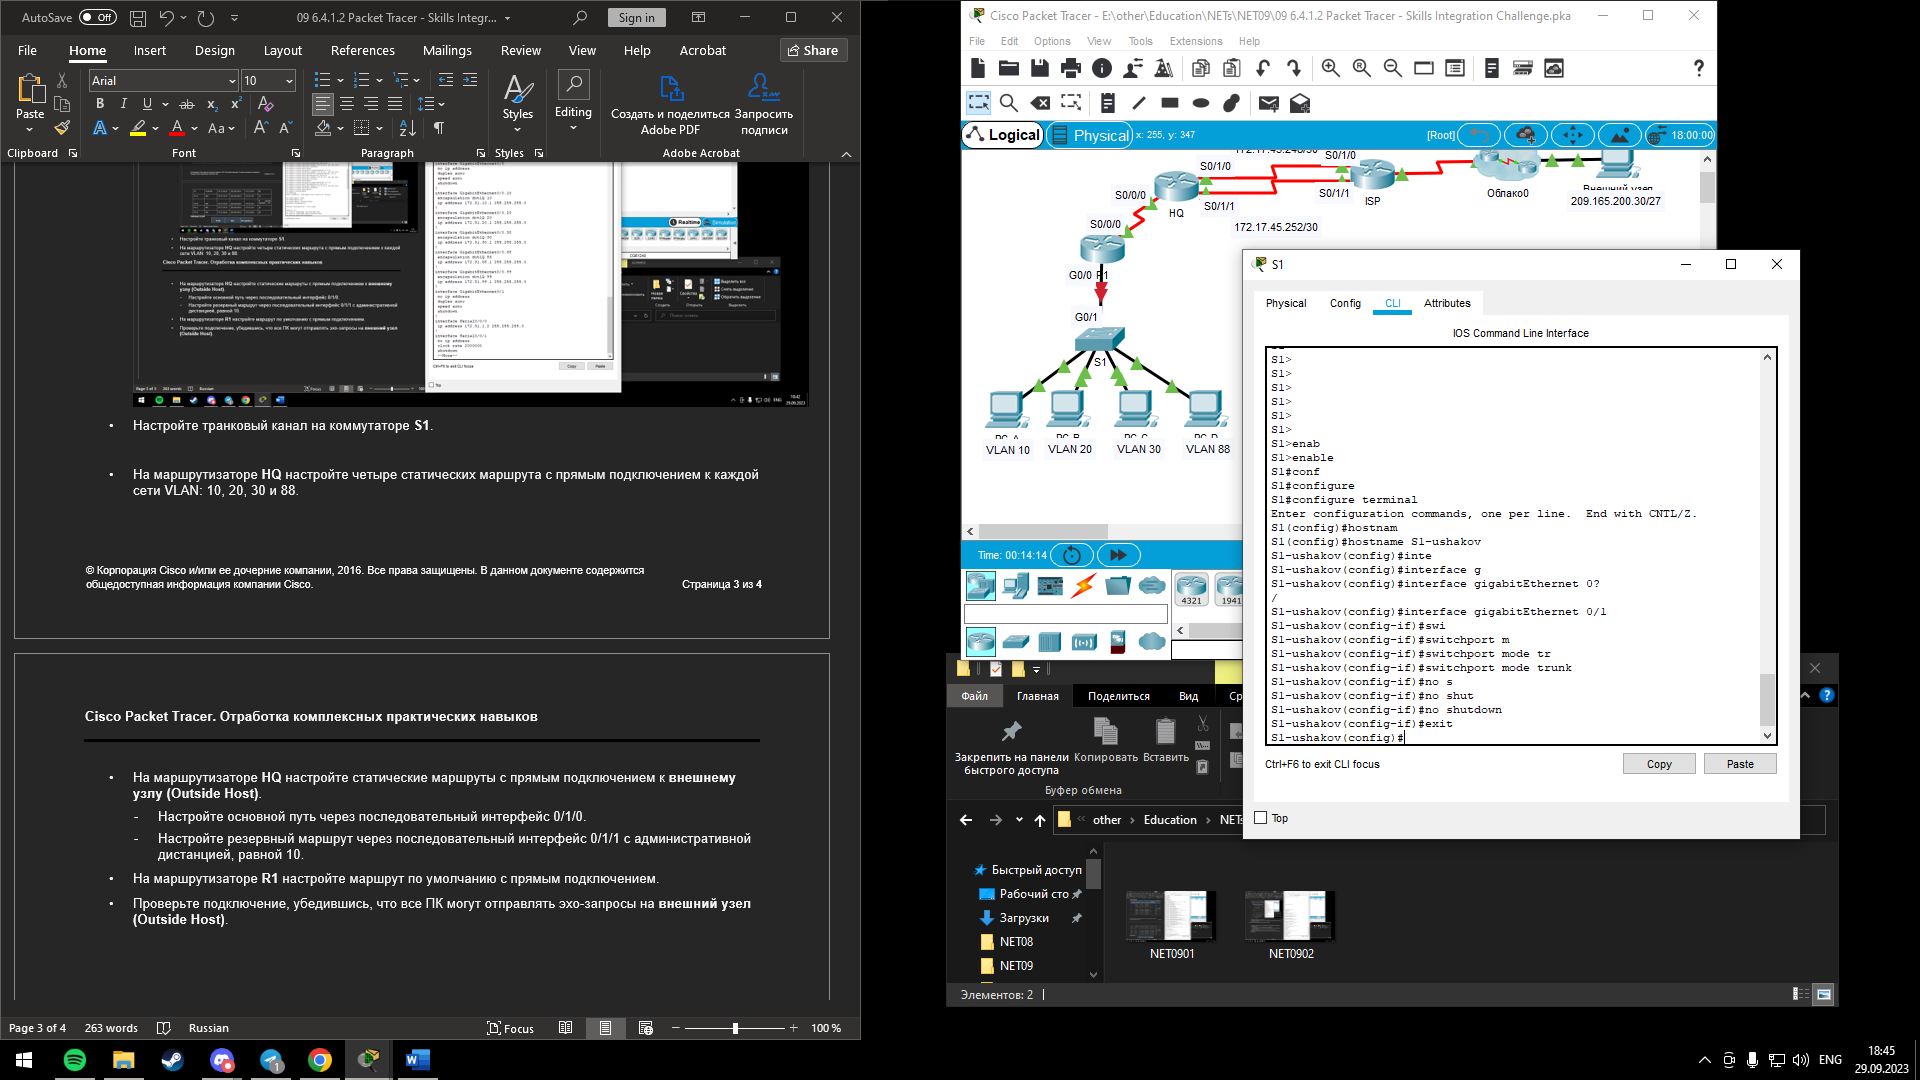 AutoSave
Off
09 6.4.1.2 Packet Tracer - Skills Integr...
Sign in
File
Home
Insert
Design
Layout
References
Mailings
Review
View
Help
Acrobat
Share
Paste
Arial
10
Styles
Editing
Создать и поделиться
Adobe PDF
Запросить
подписи
Clipboard
Font
Paragraph
Styles
Adobe Acrobat
• Настройте транковый канал на коммутаторе S1.
• На маршрутизаторе HQ настройте четыре статических маршрута с прямым подключением к каждой
сети VLAN: 10, 20, 30 и 88.
© Корпорация Cisco и/или ее дочерние компании, 2016. Все права защищены. В данном документе содержится
общедоступная информация компании Cisco.
Страница 3 из 4
Cisco Packet Tracer. Отработка комплексных практических навыков
• На маршрутизаторе HQ настройте статические маршруты с прямым подключением к внешнему
узлу (Outside Host).
- Настройте основной путь через последовательный интерфейс 0/1/0.
- Настройте резервный маршрут через последовательный интерфейс 0/1/1 с административной
дистанцией, равной 10.
• На маршрутизаторе R1 настройте маршрут по умолчанию с прямым подключением.
• Проверьте подключение, убедившись, что все ПК могут отправлять эхо-запросы на внешний узел
(Outside Host).
Page 3 of 4
263 words
Russian
Focus
100 %
Cisco Packet Tracer - E:\other\Education\NETs\NET09\09 6.4.1.2 Packet Tracer - Skills Integration Challenge.pka
File
Edit
Options
View
Tools
Extensions
Help
Logical
Physical
x: 255, y: 347
[Root]
18:00:00
S0/1/0
S0/1/0
S0/0/0
HQ
S0/1/1
S0/1/1
ISP
Облако0
Внешний узел
209.165.200.30/27
S0/0/0
172.17.45.252/30
G0/0
R1
G0/1
S1
PC-A
PC-B
PC-C
PC-D
VLAN 10
VLAN 20
VLAN 30
VLAN 88
Time: 00:14:14
4321
1941
S1
Physical
Config
CLI
Attributes
IOS Command Line Interface
S1>
S1>
S1>
S1>
S1>
S1>
S1>enab
S1>enable
S1#conf
S1#configure
S1#configure terminal
Enter configuration commands, one per line.  End with CNTL/Z.
S1(config)#hostnam
S1(config)#hostname S1-ushakov
S1-ushakov(config)#inte
S1-ushakov(config)#interface g
S1-ushakov(config)#interface gigabitEthernet 0?
/
S1-ushakov(config)#interface gigabitEthernet 0/1
S1-ushakov(config-if)#swi
S1-ushakov(config-if)#switchport m
S1-ushakov(config-if)#switchport mode tr
S1-ushakov(config-if)#switchport mode trunk
S1-ushakov(config-if)#no s
S1-ushakov(config-if)#no shut
S1-ushakov(config-if)#no shutdown
S1-ushakov(config-if)#exit
S1-ushakov(config)#
Ctrl+F6 to exit CLI focus
Copy
Paste
Top
Файл
Главная
Поделиться
Вид
Ср
Закрепить на панели
быстрого доступа
Копировать
Вставить
Буфер обмена
other
Education
NETs
Быстрый доступ
Рабочий сто
Загрузки
NET08
NET09
NET0901
NET0902
Элементов: 2
ENG
18:45
29.09.2023